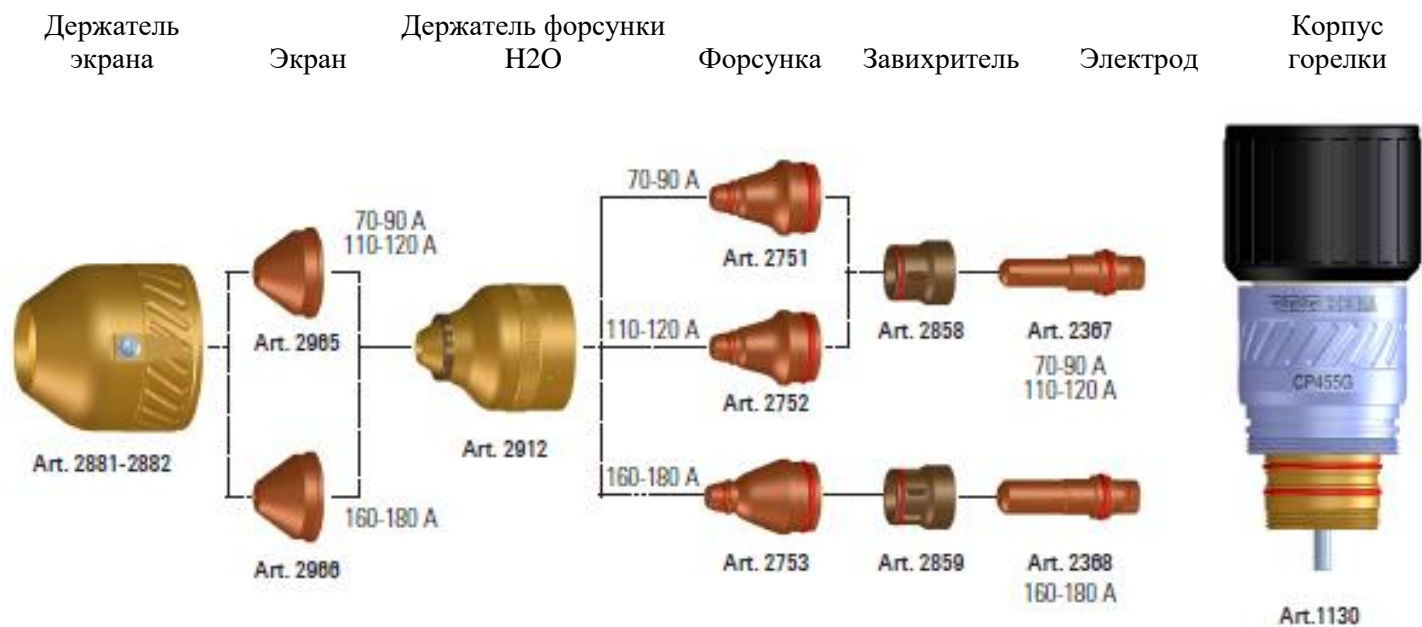 Держатель экрана
Экран
Держатель форсунки H2O
Форсунка
Завихритель
Электрод
Корпус горелки
70-90 A
110-120 A
Art. 2965
160-180 A
Art. 2966
Art. 2881-2882
Art. 2912
70-90 A
110-120 A
160-180 A
Art. 2751
Art. 2752
Art. 2753
Art. 2858
Art. 2859
Art. 2367
70-90 A
110-120 A
Art. 2368
160-180 A
CP455G
Art.1130